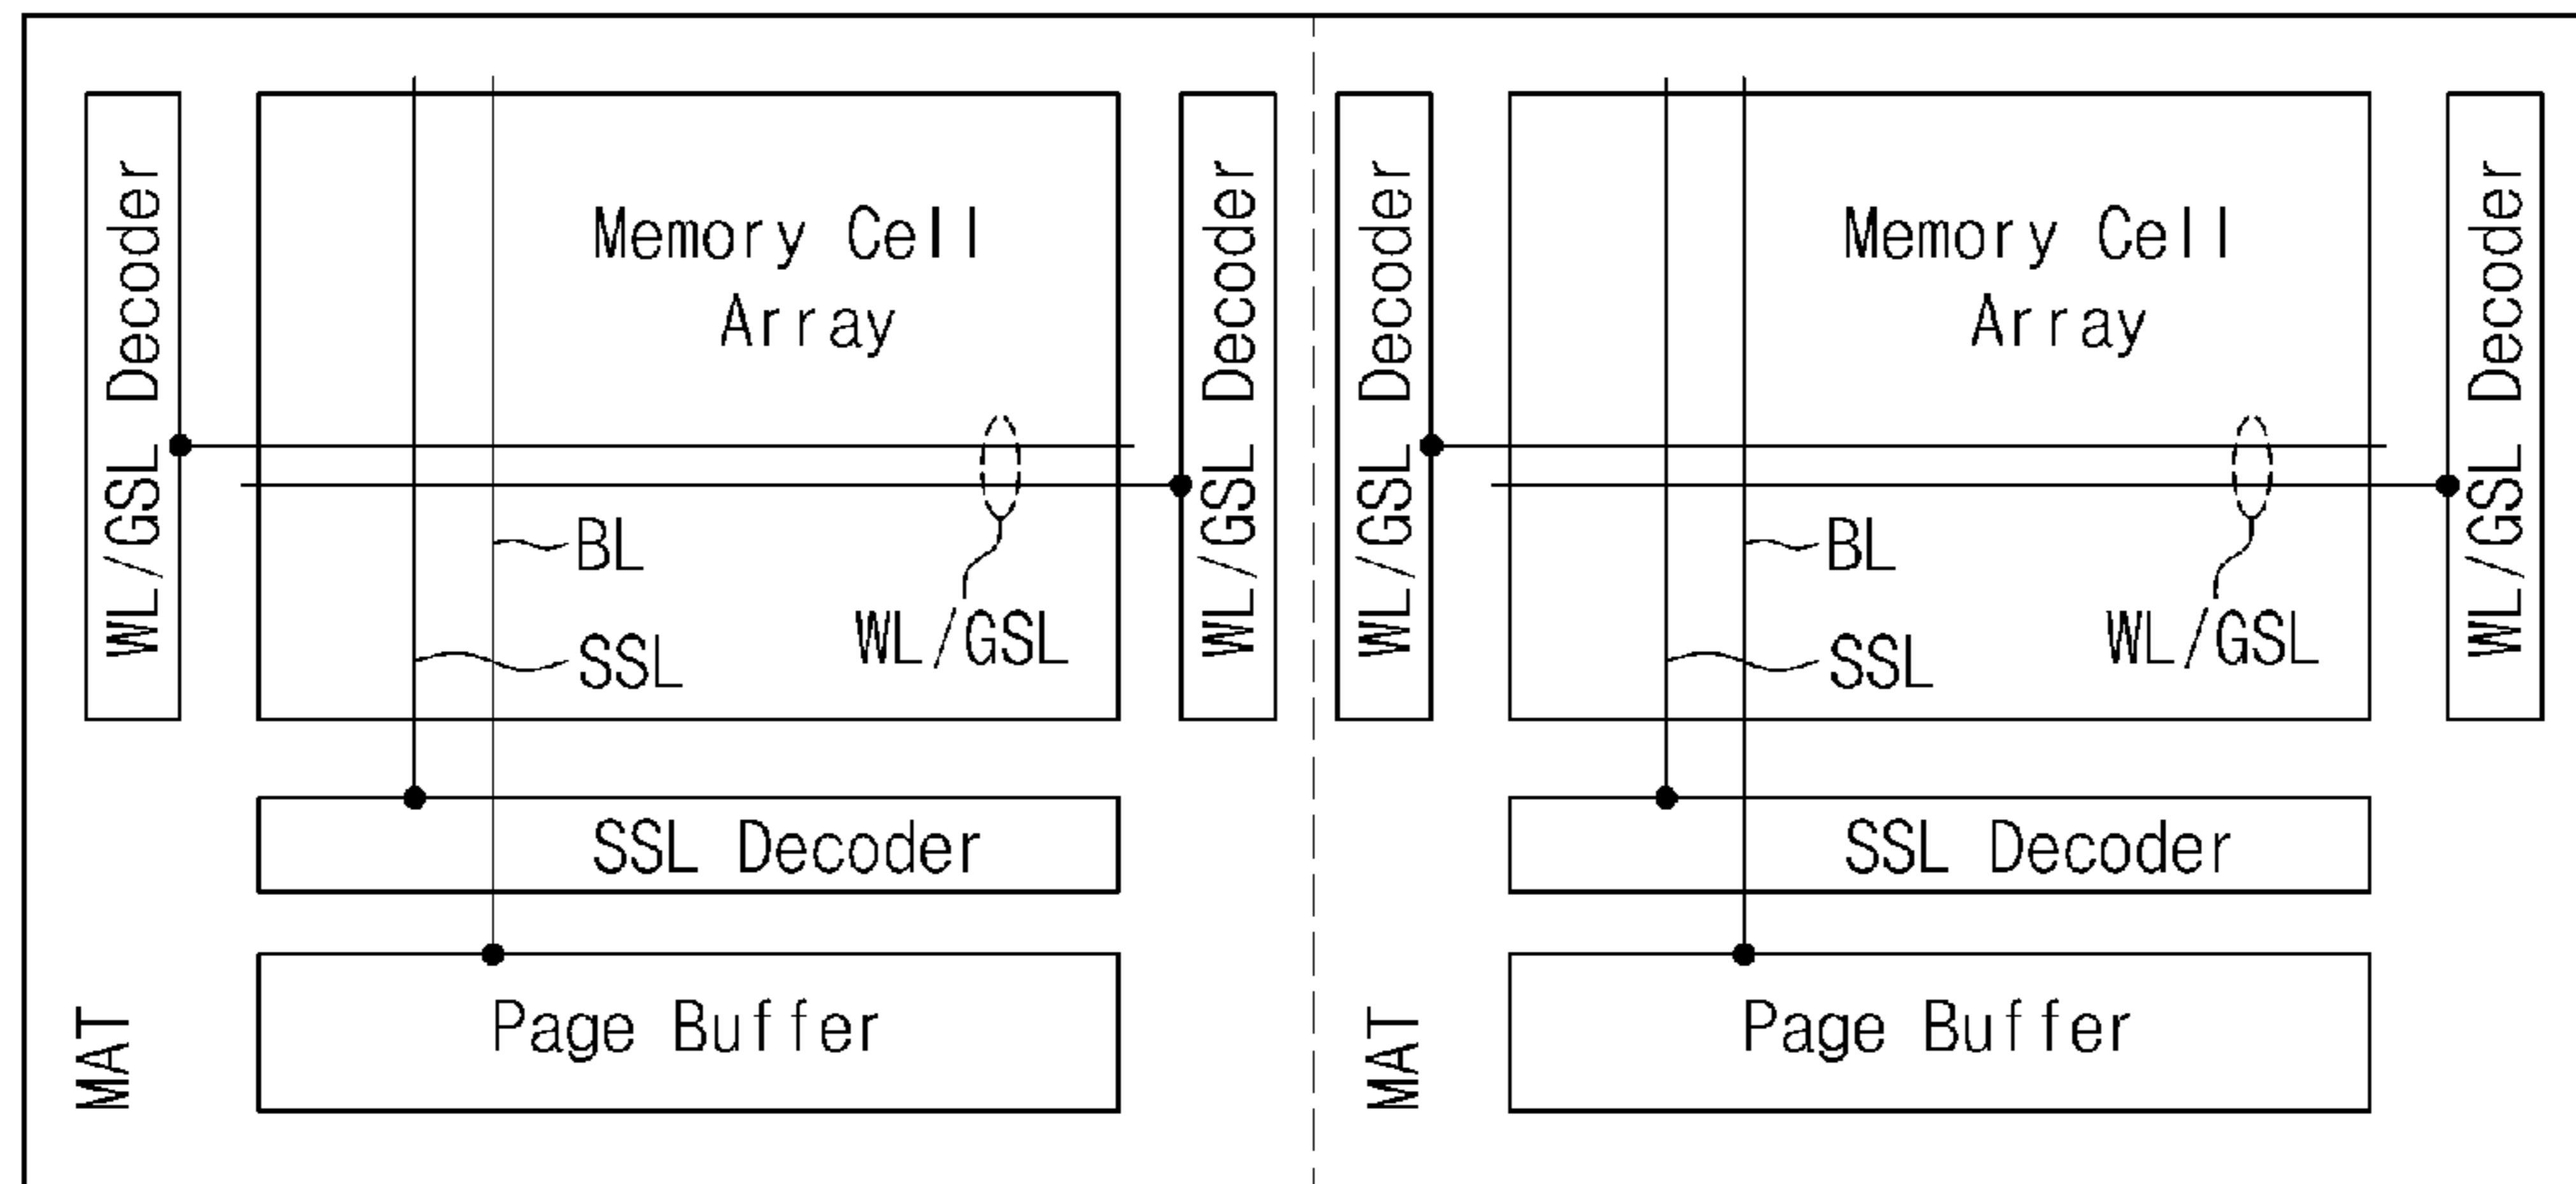 WL/GSL Decoder
Memory Cell
Array
BL
SSL
WL/GSL
WL/GSL Decoder
SSL Decoder
Page Buffer
MAT
WL/GSL Decoder
Memory Cell
Array
BL
SSL
WL/GSL
WL/GSL Decoder
SSL Decoder
Page Buffer
MAT